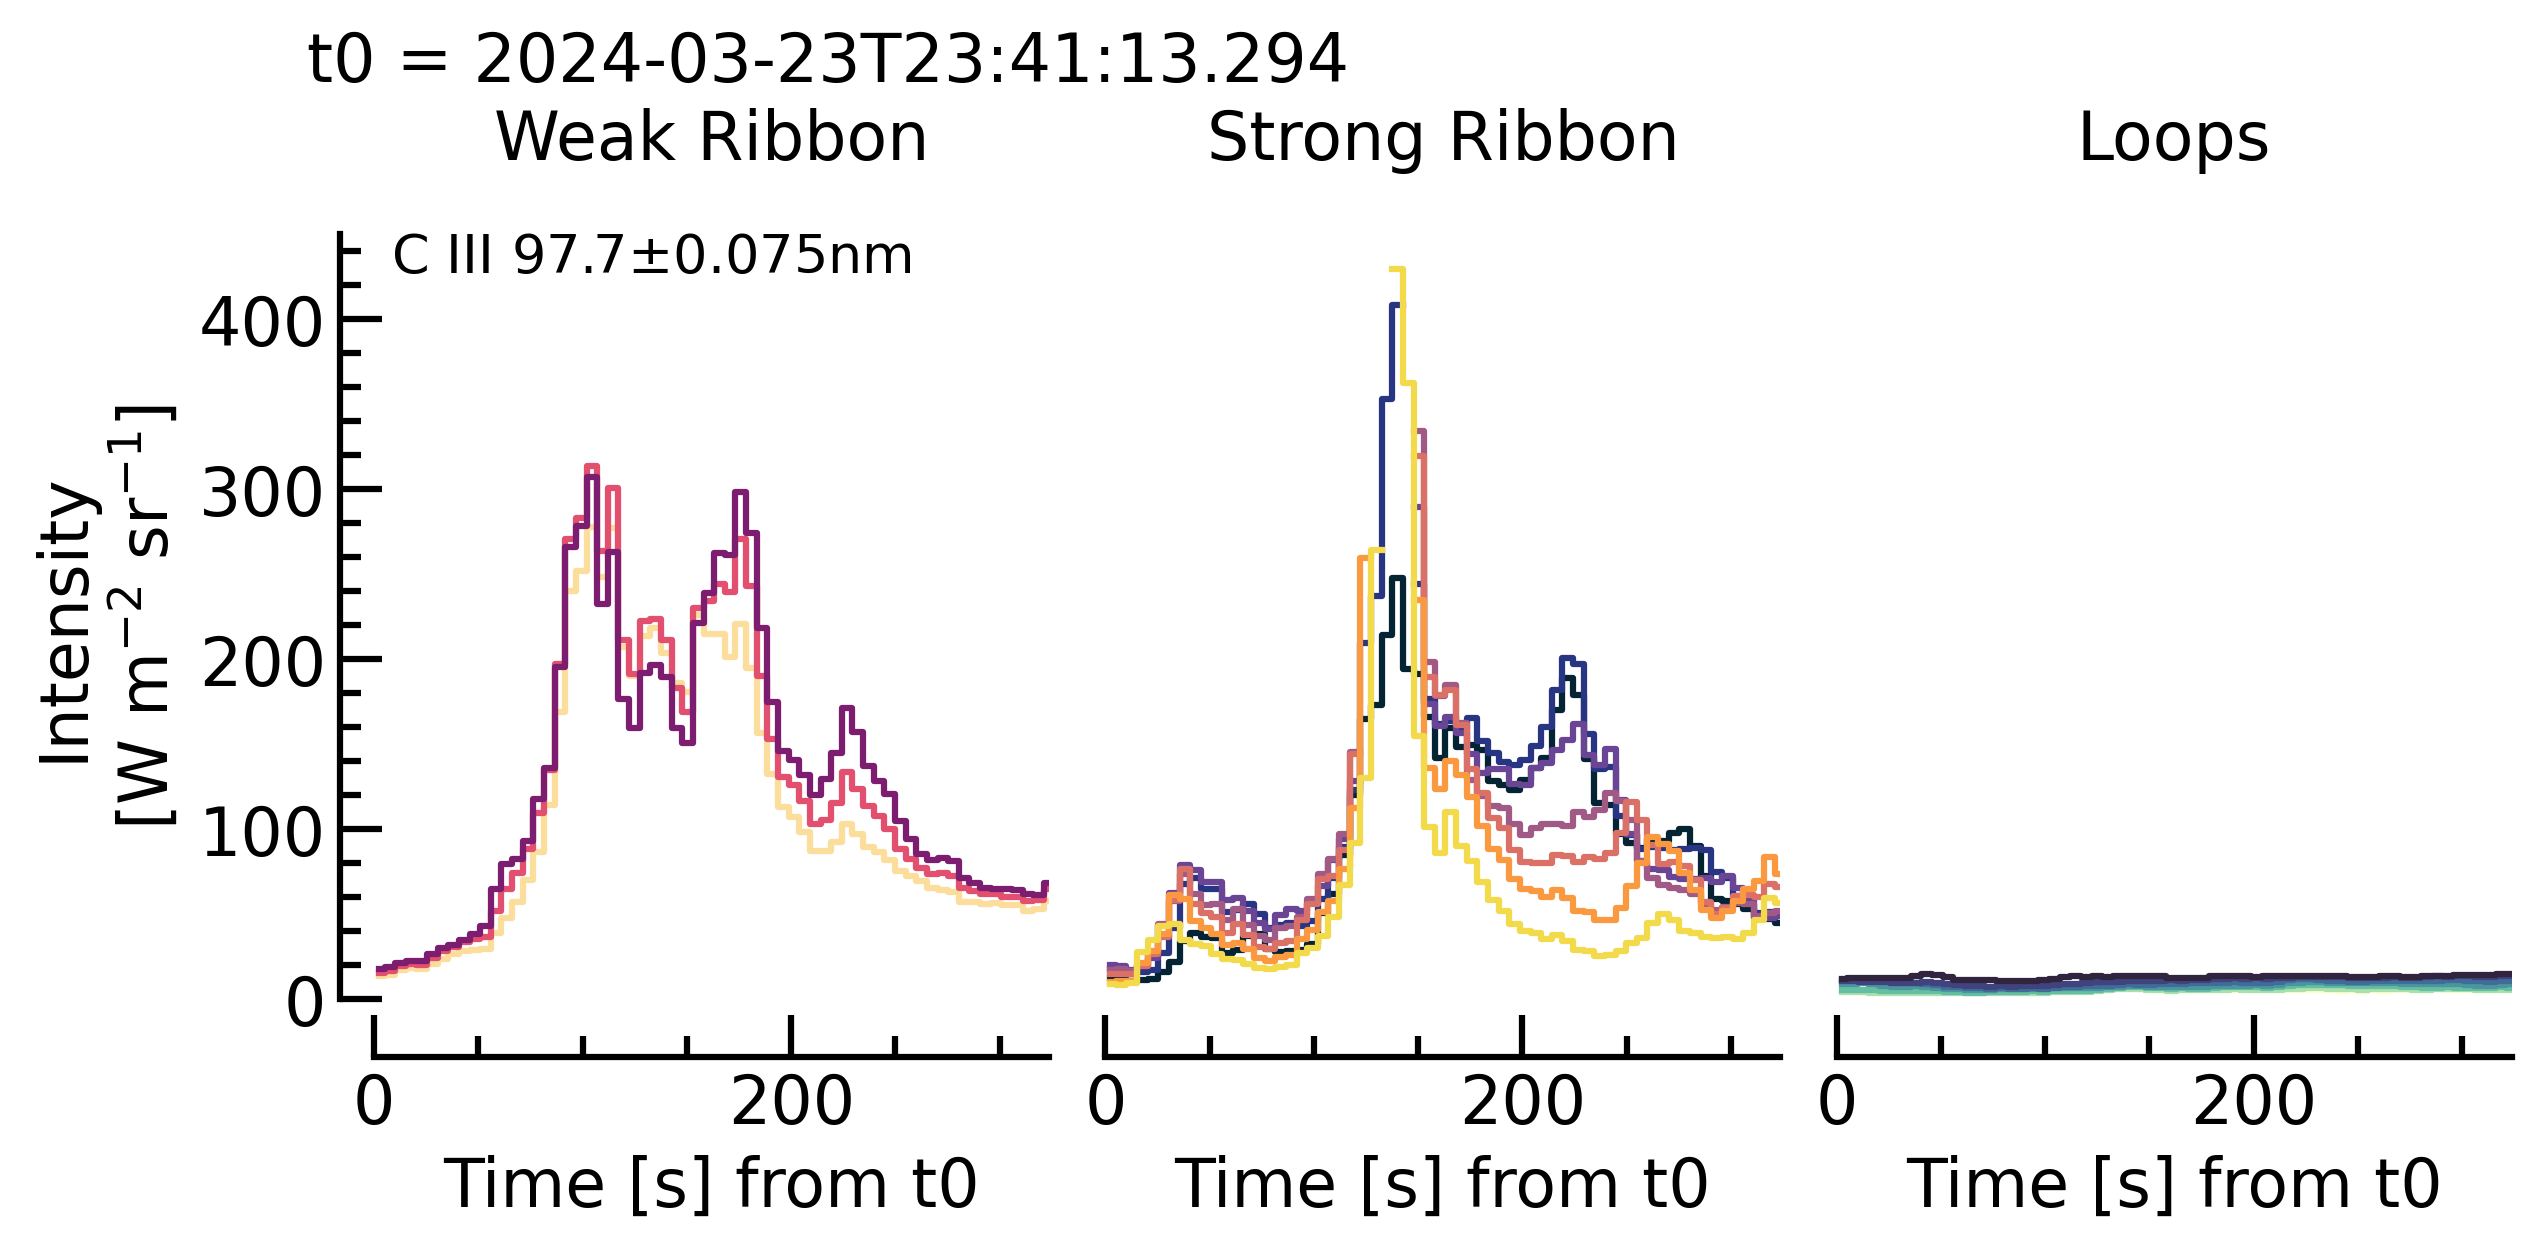 t0 = 2024-03-23T23:41:13.294
Weak Ribbon
Strong Ribbon
Loops
C III 97.7±0.075nm
Intensity
[W m⁻² sr⁻¹]
400
300
200
100
0
0
200
0
200
0
200
Time [s] from t0
Time [s] from t0
Time [s] from t0